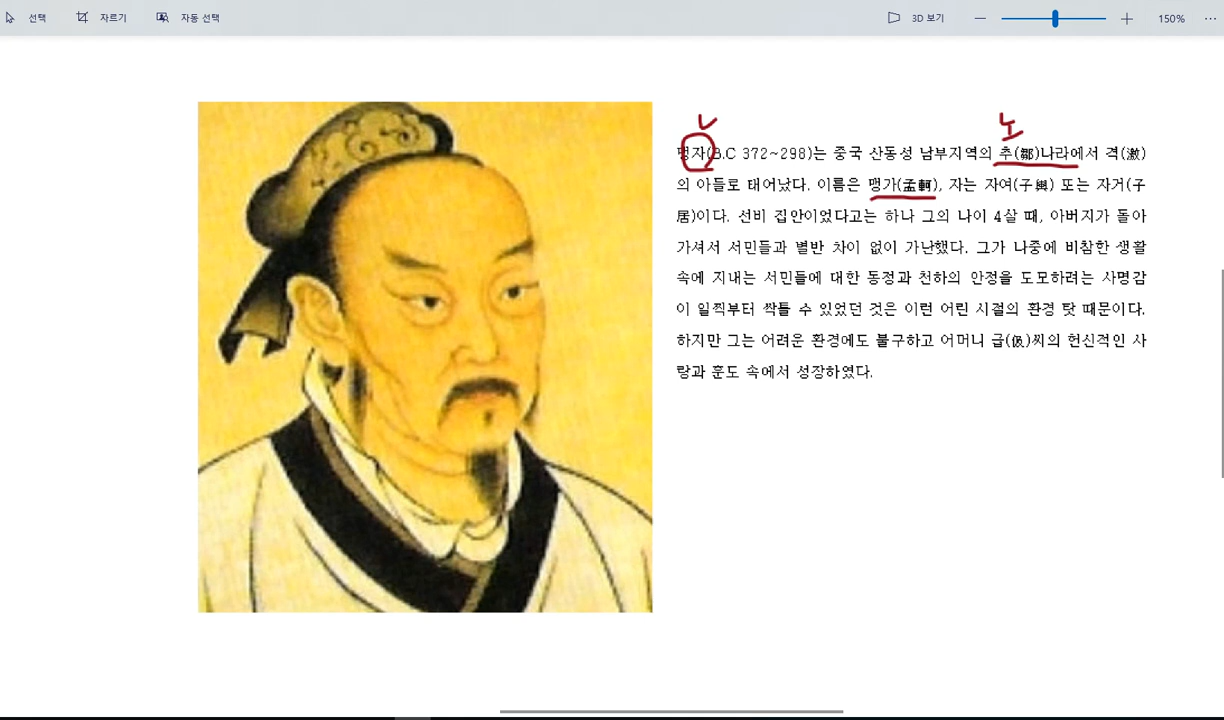 선택 자르기 자동 선택 3D 보기 150%
노
맹자(B.C 372~298)는 중국 산동성 남부지역의 추(鄒)나라에서 격(激)
의 아들로 태어났다. 이름은 맹가(孟軻), 자는 자여(子輿) 또는 자거(子
居)이다. 선비 집안이었다고는 하나 그의 나이 4살 때, 아버지가 돌아
가셔서 서민들과 별반 차이 없이 가난했다. 그가 나중에 비참한 생활
속에 지내는 서민들에 대한 동정과 천하의 안정을 도모하려는 사명감
이 일찍부터 싹틀 수 있었던 것은 이런 어린 시절의 환경 탓 때문이다.
하지만 그는 어려운 환경에도 불구하고 어머니 급(伋)씨의 헌신적인 사
랑과 훈도 속에서 성장하였다.